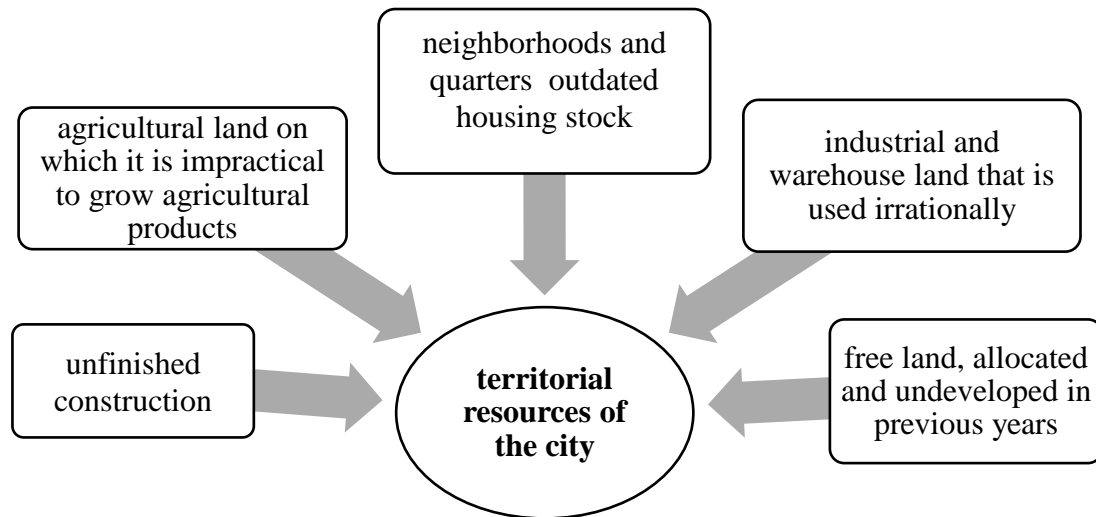 neighborhoods and
quarters outdated
housing stock
agricultural land on
which it is impractical
to grow agricultural
products
industrial and
warehouse land that is
used irrationally
unfinished
construction
territorial
resources of
the city
free land, allocated
and undeveloped in
previous years